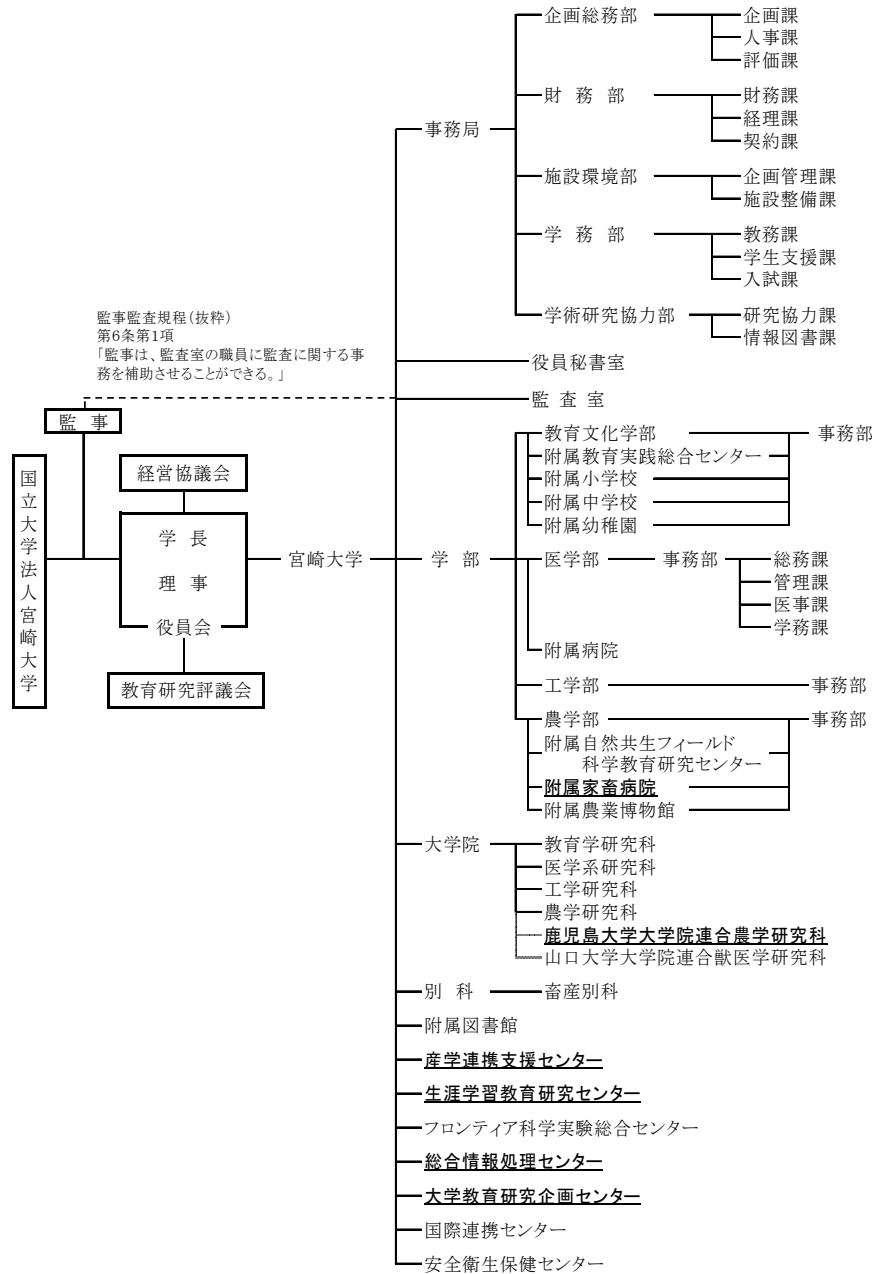 企画総務部 企画課
人事課
評価課
財務部 財務課
経理課
契約課
事務局
施設環境部 企画管理課
施設整備課
学務部 教務課
学生支援課
入試課
学術研究協力部 研究協力課
情報図書課
監事監査規程(抜粋)
第6条第1項
「監事は、監査室の職員に監査に関する事
務を補助させることができる。」
役員秘書室
監査室
監事
国立大学法人宮崎大学
経営協議会
学長
理事
役員会
教育研究評議会
宮崎大学
学部
教育文化学部 事務部
附属教育実践総合センター
附属小学校
附属中学校
附属幼稚園
医学部 事務部 総務課
管理課
医事課
学務課
附属病院
工学部 事務部
農学部 事務部
附属自然共生フィールド
科学教育研究センター
附属家畜病院
附属農業博物館
大学院 教育学研究科
医学系研究科
工学研究科
農学研究科
鹿児島大学大学院連合農学研究科
山口大学大学院連合獣医学研究科
別科 畜産別科
附属図書館
産学連携支援センター
生涯学習教育研究センター
フロンティア科学実験総合センター
総合情報処理センター
大学教育研究企画センター
国際連携センター
安全衛生保健センター